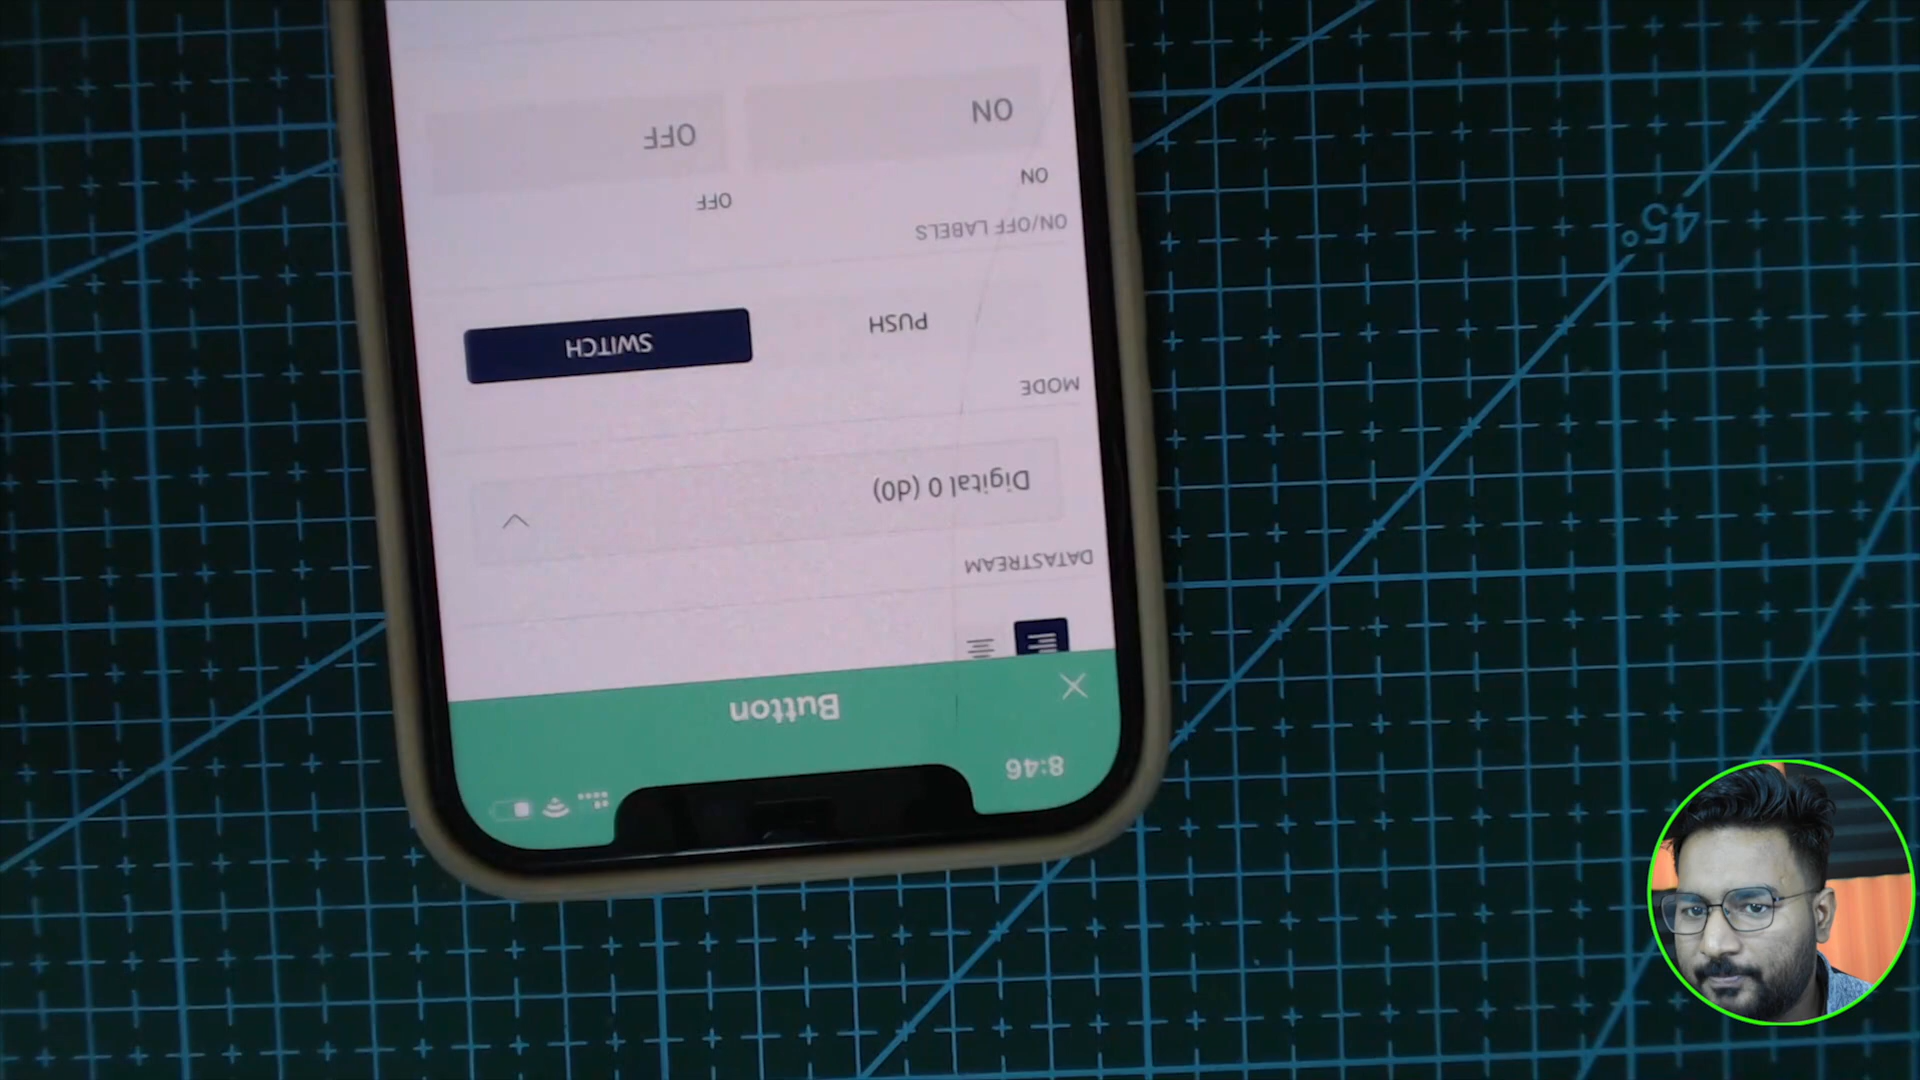 8:46
Button
DATASTREAM
Digital 0 (d0)
MODE
PUSH SWITCH
ON/OFF LABELS
ON OFF
ON OFF
45°